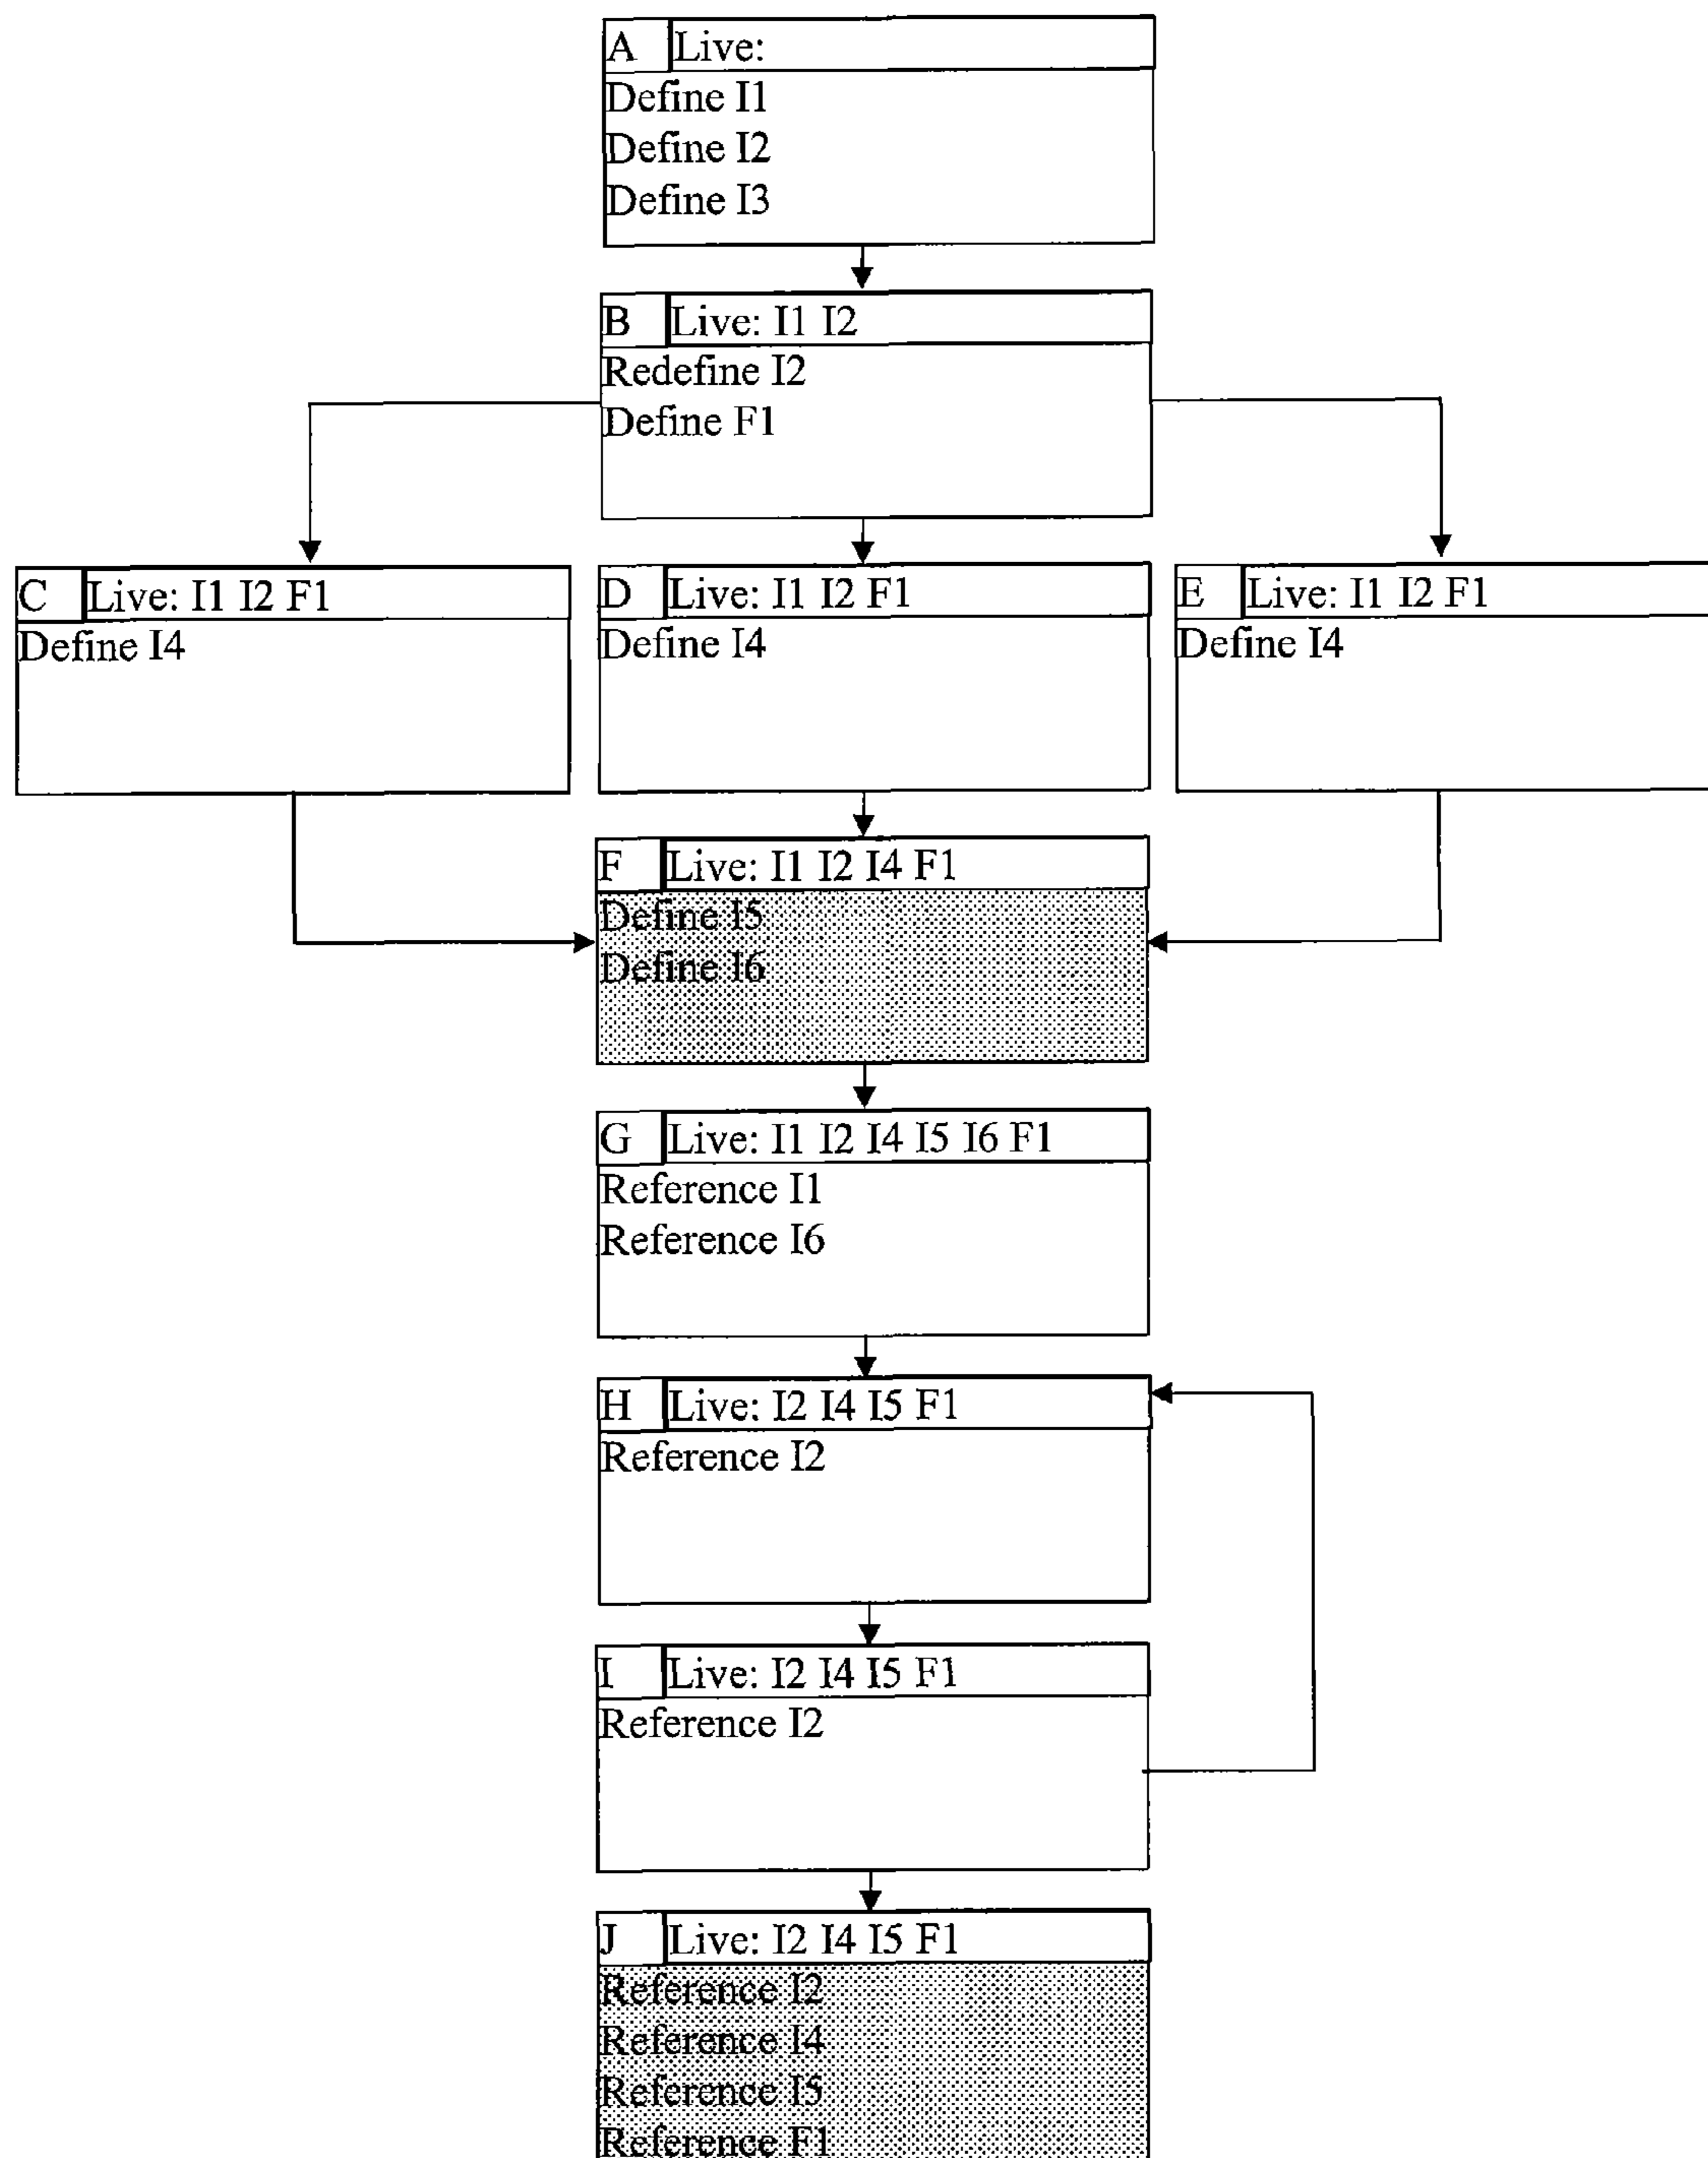 A Live:
Define I1
Define I2
Define I3
B Live: I1 I2
Redefine I2
Define F1
C Live: I1 I2 F1
Define I4
D Live: I1 I2 F1
Define I4
E Live: I1 I2 F1
Define I4
F Live: I1 I2 I4 F1
Define I5
Define I6
G Live: I1 I2 I4 I5 I6 F1
Reference I1
Reference I6
H Live: I2 I4 I5 F1
Reference I2
I Live: I2 I4 I5 F1
Reference I2
J Live: I2 I4 I5 F1
Reference I2
Reference I4
Reference I5
Reference F1